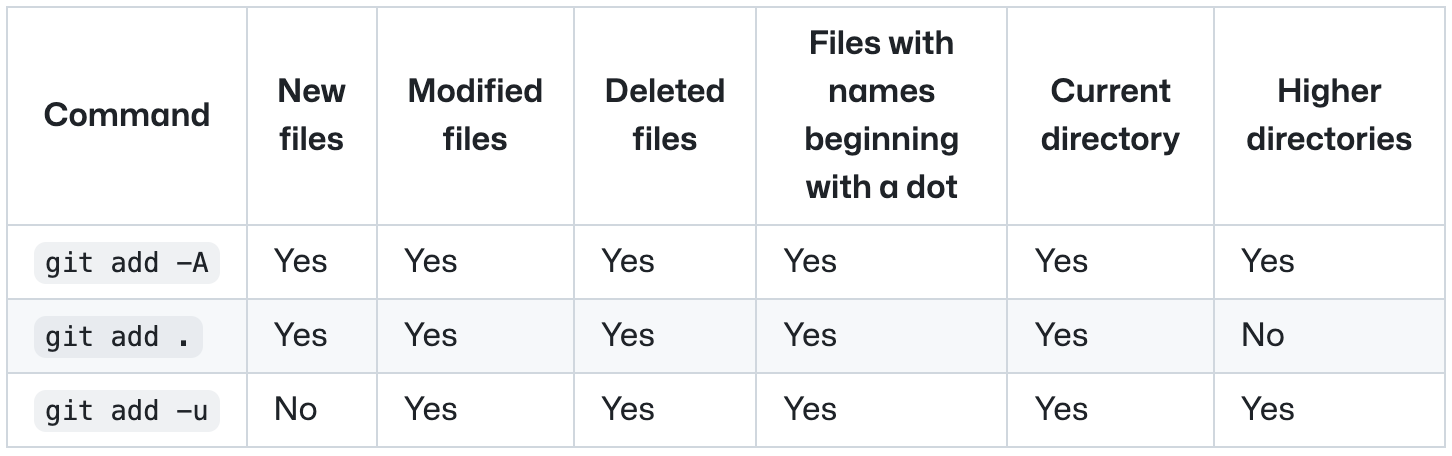 Command New files Modified files Deleted files Files with names beginning with a dot Current directory Higher directories
git add -A Yes Yes Yes Yes Yes Yes
git add . Yes Yes Yes Yes Yes No
git add -u No Yes Yes Yes Yes Yes